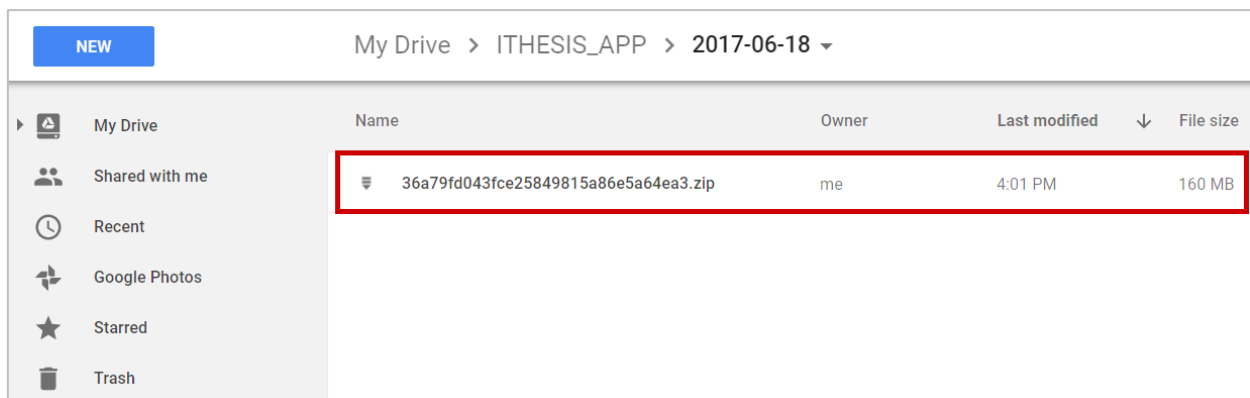 NEW My Drive > ITHESIS_APP > 2017-06-18
My Drive
Shared with me
Recent
Google Photos
Starred
Trash
Name Owner Last modified File size
36a79fd043fce25849815a86e5a64ea3.zip me 4:01 PM 160 MB